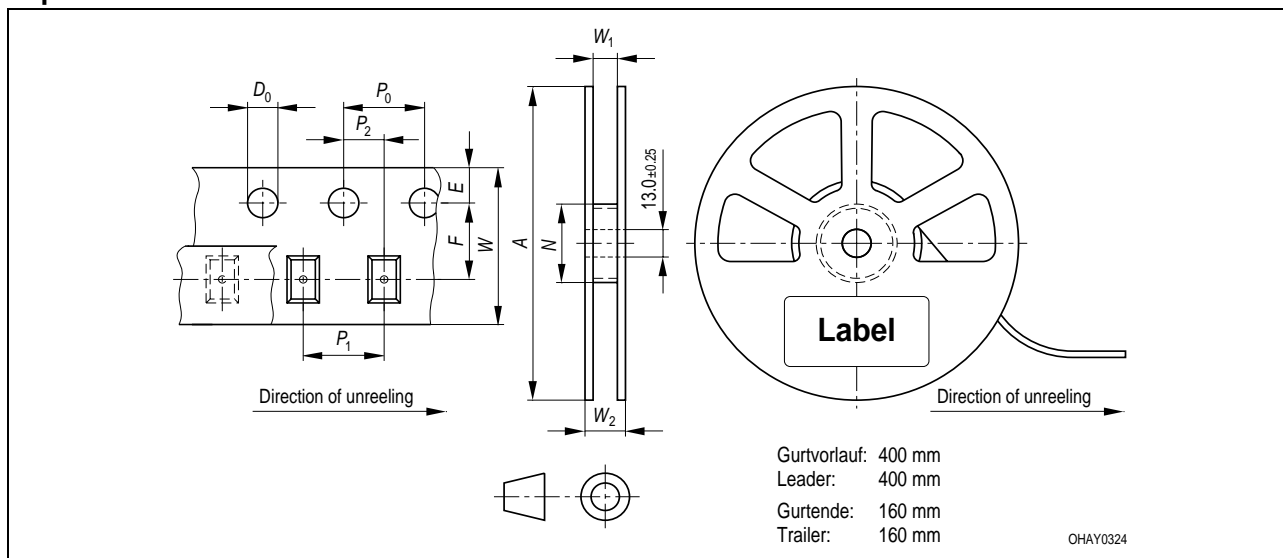 W1
D0
P0
P2
E
F
W
A
N
13.0±0.25
P1
Label
Direction of unreeling
W2
Direction of unreeling
Gurtvorlauf: 400 mm
Leader: 400 mm
Gurtende: 160 mm
Trailer: 160 mm
OHAY0324